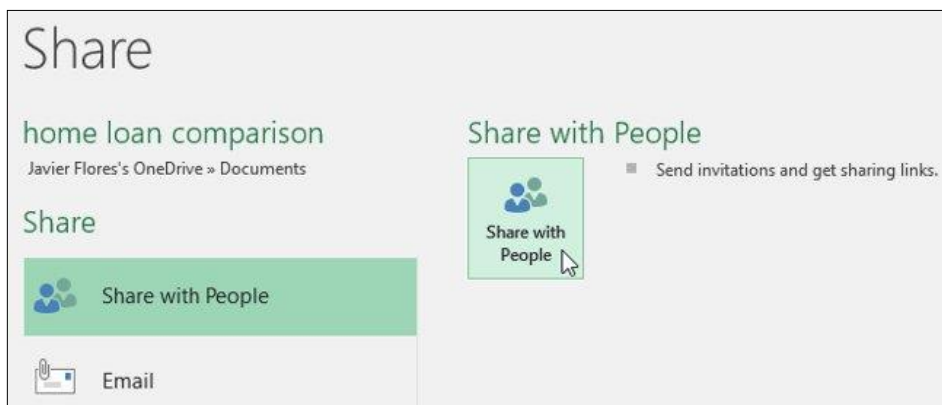 Share
home loan comparison
Javier Flores's OneDrive » Documents
Share
Share with People
Email
Share with People
Share with
People
Send invitations and get sharing links.